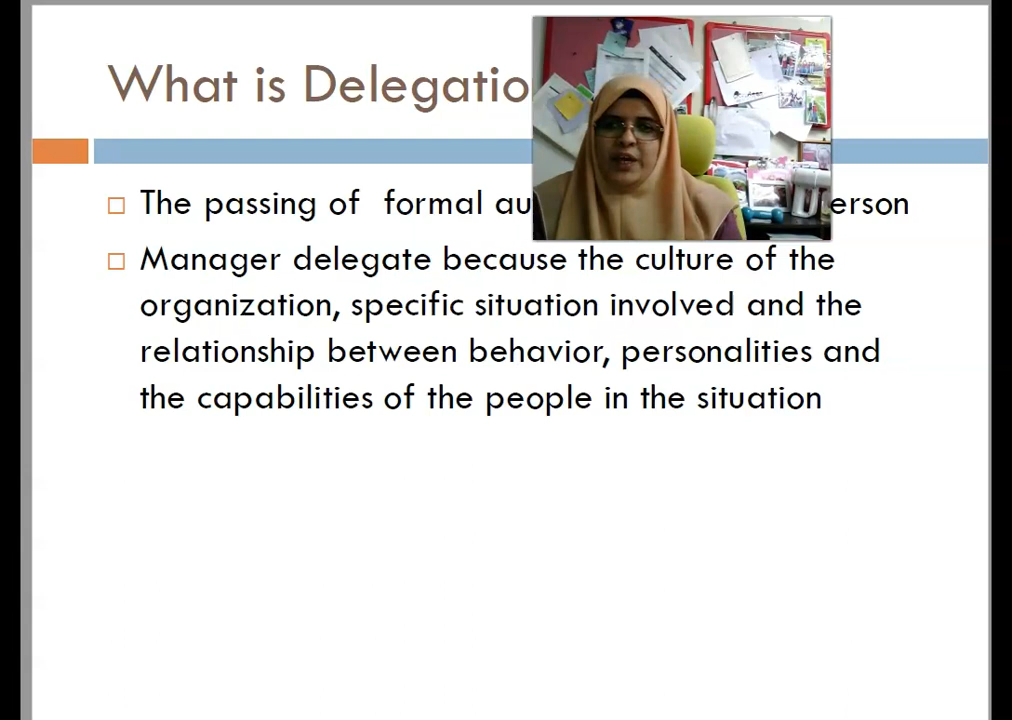 What is Delegatio
The passing of formal au erson
Manager delegate because the culture of the
organization, specific situation involved and the
relationship between behavior, personalities and
the capabilities of the people in the situation